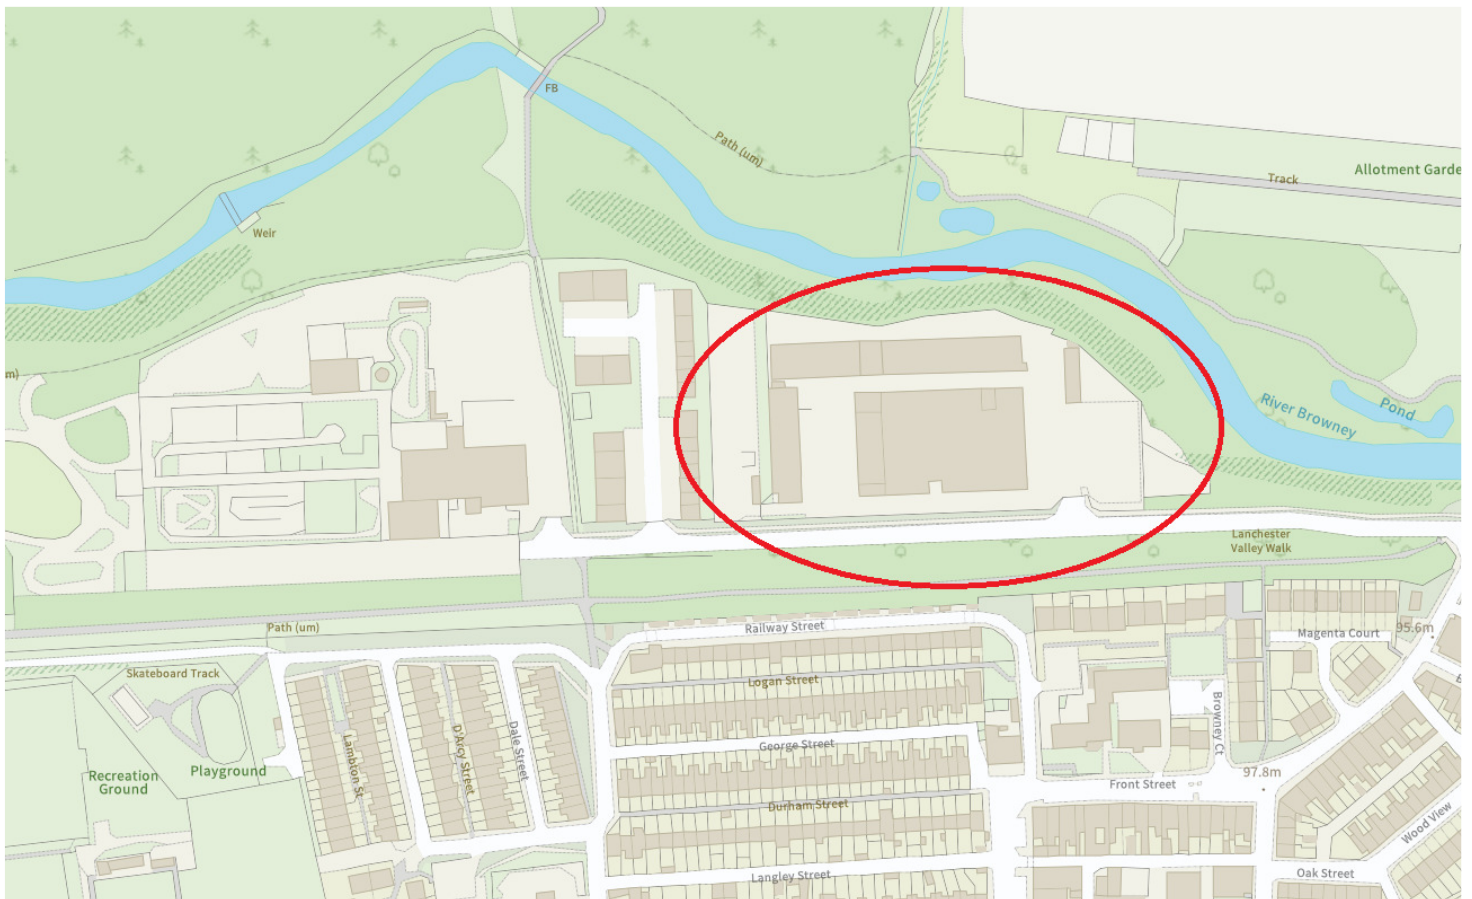 FB
Path (um)
Allotment Garde
Track
Weir
m)
River Browney
Pond
Lanchester
Valley Walk
Path (um)
Railway Street
Magenta Court
95.6m
Skateboard Track
Logan Street
Lambton St
D'Arcy Street
Dale Street
George Street
Browney Ct
Recreation
Ground
Playground
97.8m
Front Street
Durham Street
Wood View
Langley Street
Oak Street